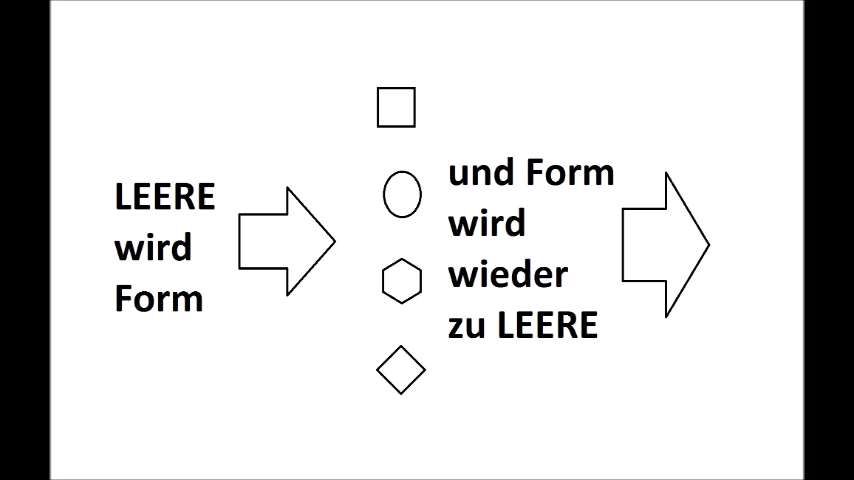 LEERE
wird
Form
und Form
wird
wieder
zu LEERE